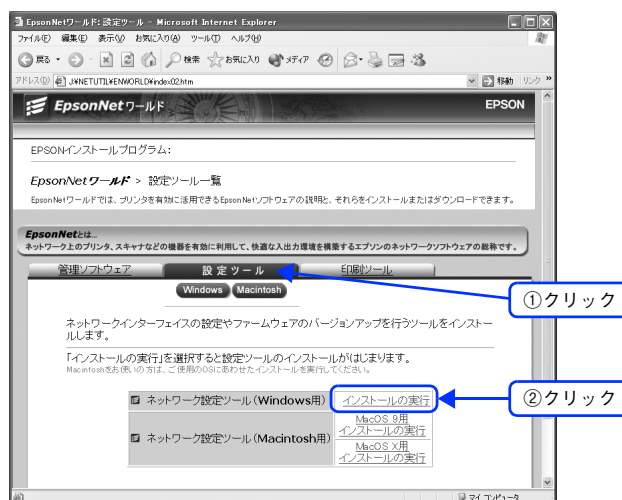 EpsonNetワールド: 設定ツール - Microsoft Internet Explorer
ファイル(F) 編集(E) 表示(V) お気に入り(A) ツール(T) ヘルプ(H)
戻る 検索 お気に入り メディア
アドレス(D) J:¥NETUTIL¥ENWORLD¥index02.htm 移動 リンク »
EpsonNet ワールド EPSON
EPSONインストールプログラム:
EpsonNet ワールド > 設定ツール一覧
EpsonNetワールドでは、プリンタを有効に活用できるEpsonNetソフトウェアの説明と、それらをインストールまたはダウンロードできます。
EpsonNetとは...
ネットワーク上のプリンタ、スキャナなどの機器を有効に利用して、快適な入出力環境を構築するエプソンのネットワークソフトウェアの総称です。
管理ソフトウェア 設定ツール 印刷ツール
Windows Macintosh
①クリック
ネットワークインターフェイスの設定やファームウェアのバージョンアップを行うツールをインストー
ルします。
「インストールの実行」を選択すると設定ツールのインストールがはじまります。
Macintoshをお使いの方は、ご使用のOSにあわせたインストールを実行してください。
ネットワーク設定ツール(Windows用) インストールの実行
②クリック
ネットワーク設定ツール(Macintosh用)
MacOS 9用
インストールの実行
MacOS X用
インストールの実行
マイ コンピュータ